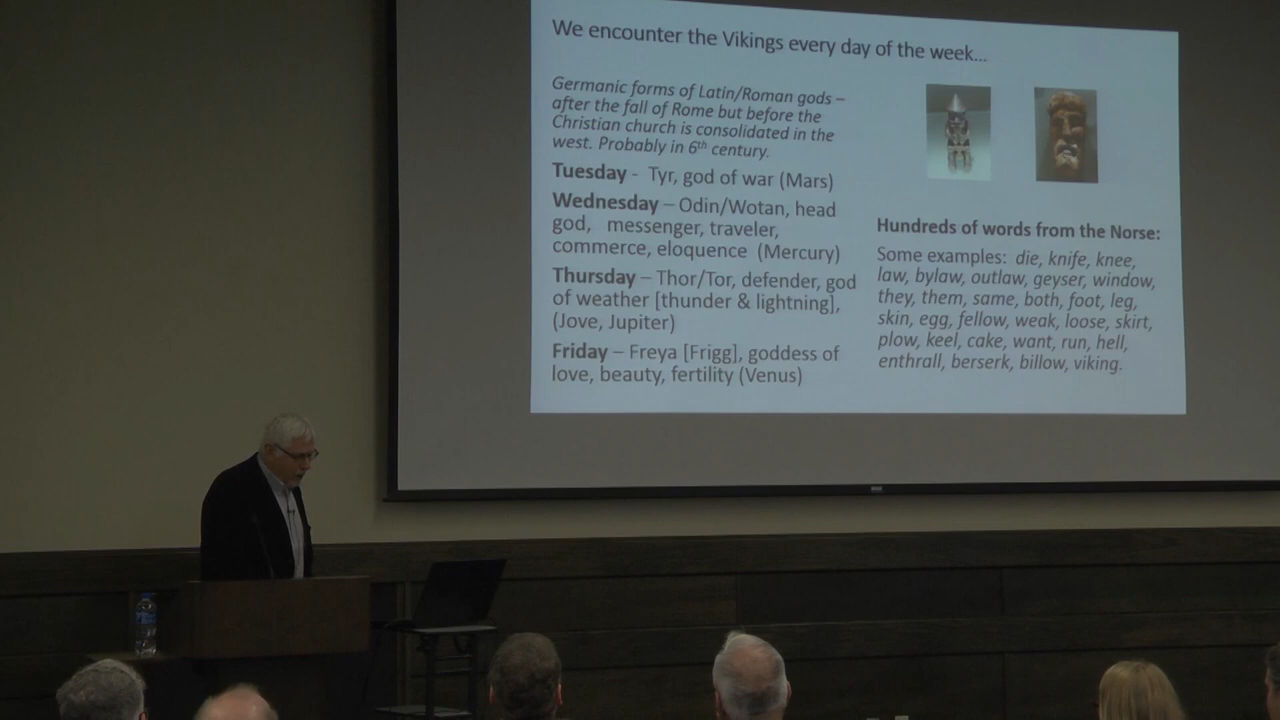 We encounter the Vikings every day of the week...
Germanic forms of Latin/Roman gods –
after the fall of Rome but before the
Christian church is consolidated in the
west. Probably in 6th century.
Tuesday - Tyr, god of war (Mars)
Wednesday – Odin/Wotan, head
god, messenger, traveler,
commerce, eloquence (Mercury)
Thursday – Thor/Tor, defender, god
of weather [thunder & lightning],
(Jove, Jupiter)
Friday – Freya [Frigg], goddess of
love, beauty, fertility (Venus)
Hundreds of words from the Norse:
Some examples: die, knife, knee,
law, bylaw, outlaw, geyser, window,
they, them, same, both, foot, leg,
skin, egg, fellow, weak, loose, skirt,
plow, keel, cake, want, run, hell,
enthrall, berserk, billow, viking.